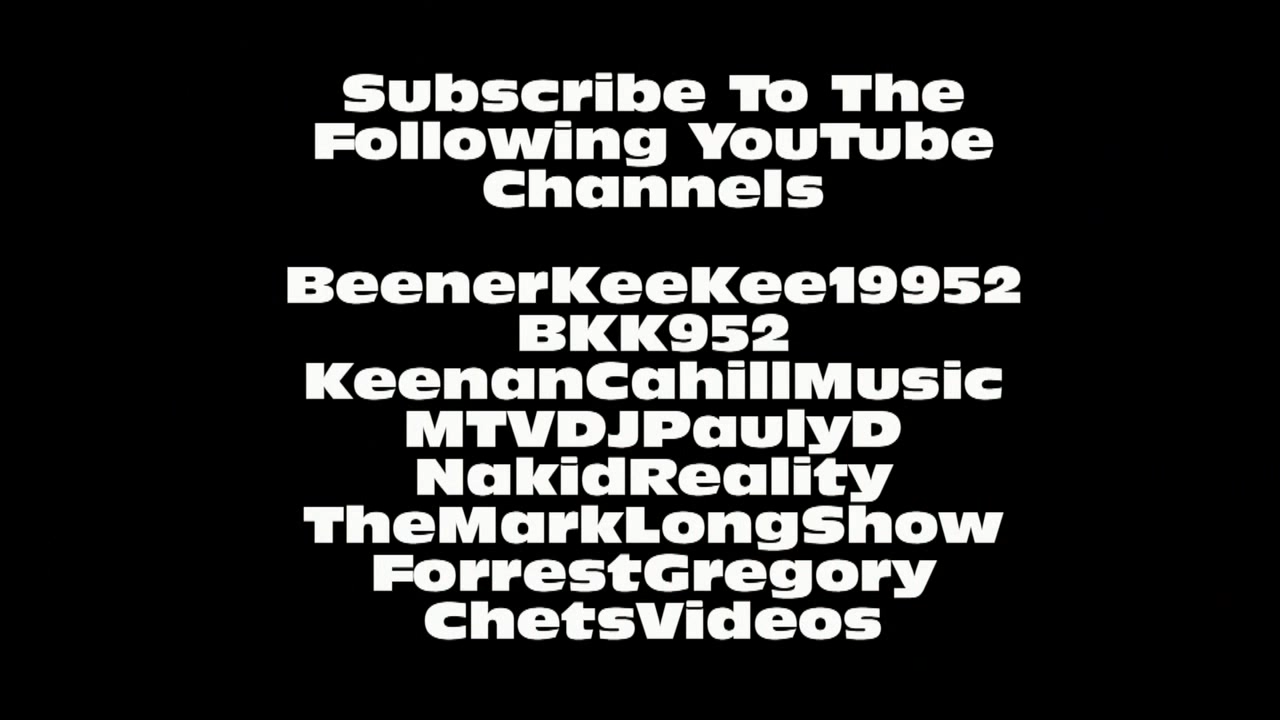 Subscribe To The
Following YouTube
Channels
BeenerKeeKee19952
BKK952
KeenanCahillMusic
MTVDJPaulyD
NakidReality
TheMarkLongShow
ForrestGregory
ChetsVideos